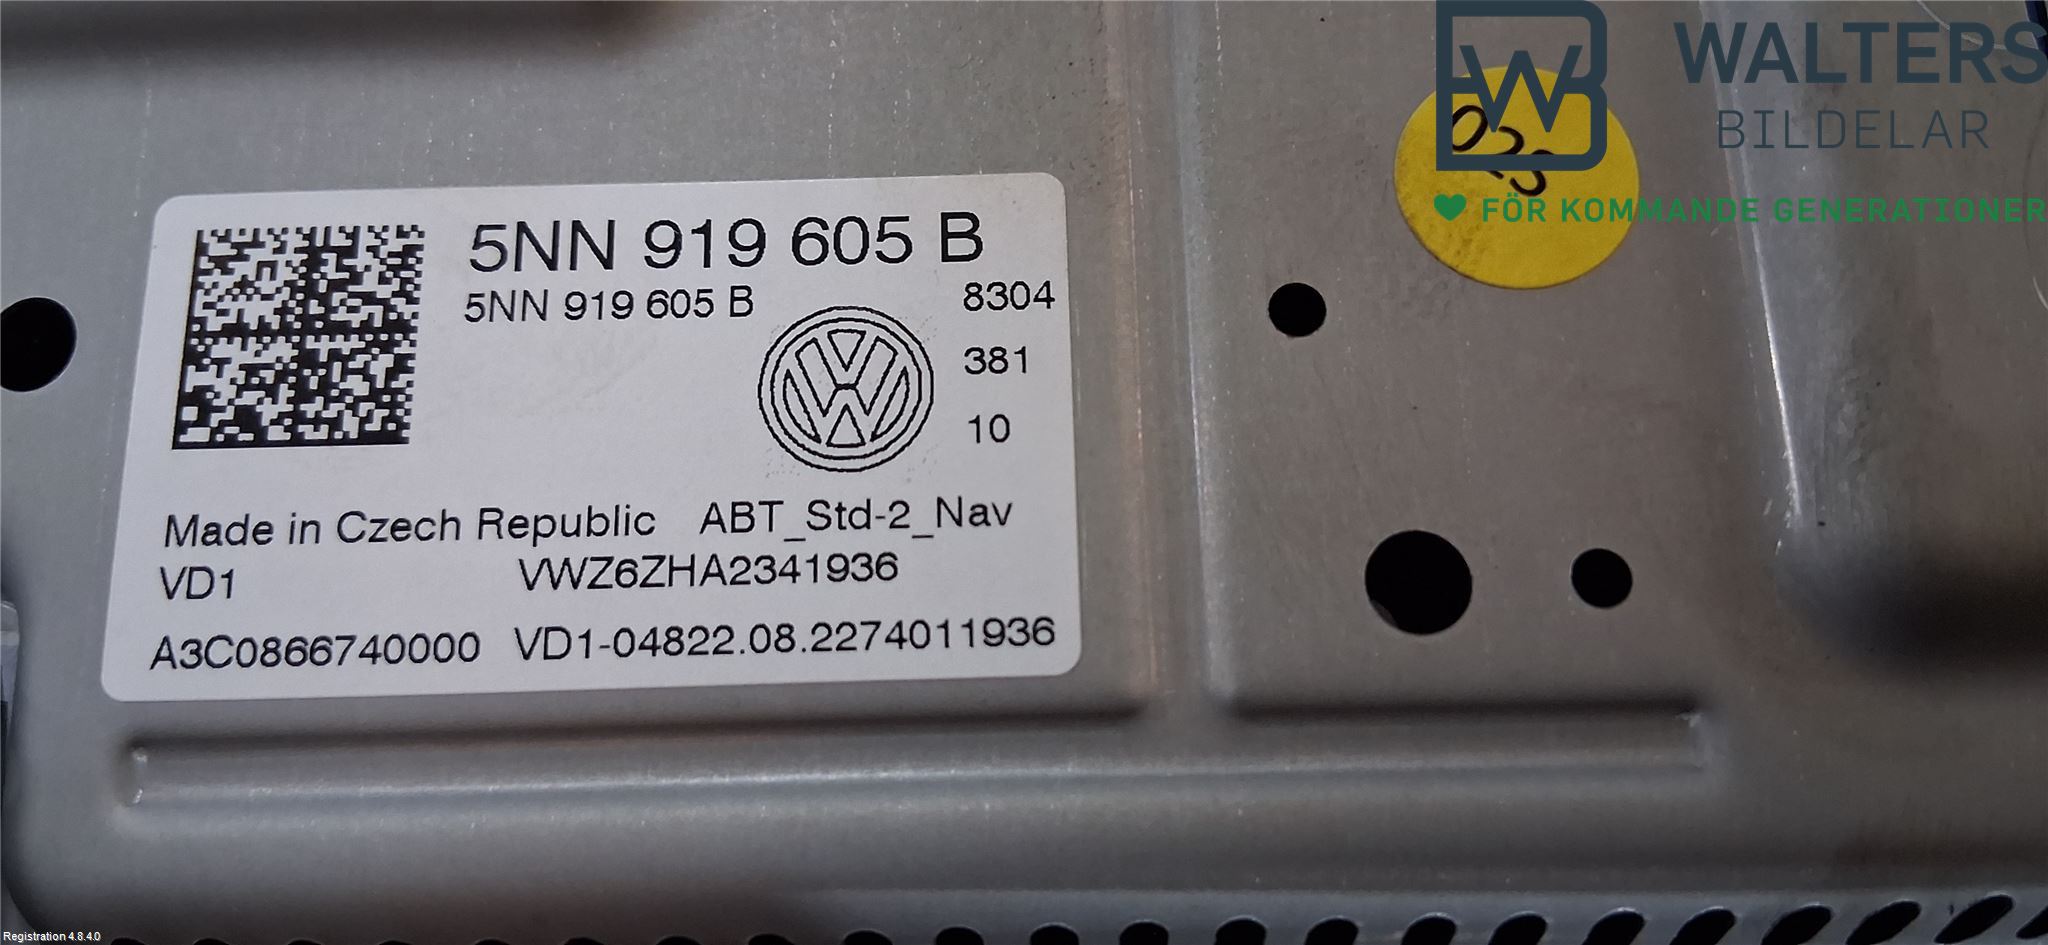 WALTERS
BILDELAR
FÖR KOMMANDE GENERATIONER
5NN 919 605 B
5NN 919 605 B
8304
381
10
Made in Czech Republic ABT_Std-2_Nav
VD1 VWZ6ZHA2341936
A3C0866740000 VD1-04822.08.2274011936
Registration 4.8.4.0